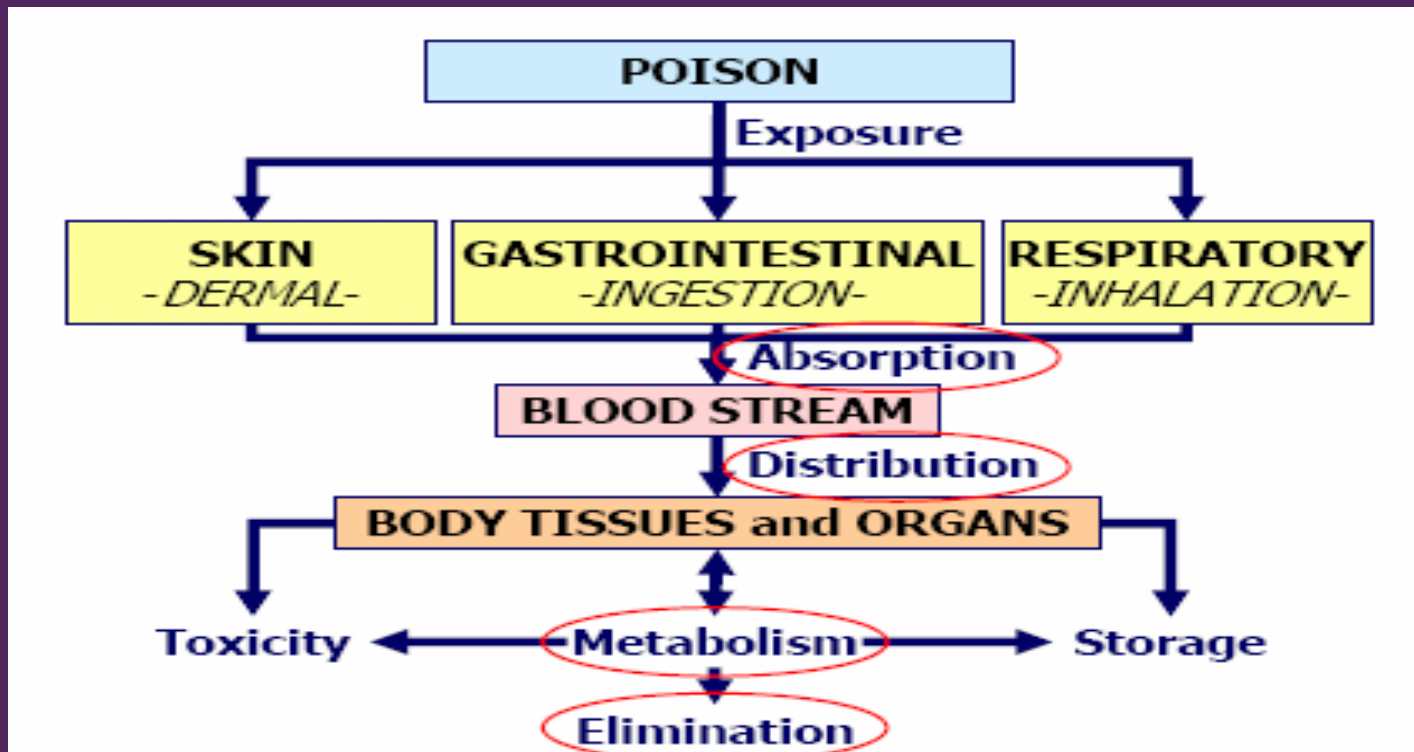 POISON
Exposure
SKIN
-DERMAL-
GASTROINTESTINAL
-INGESTION-
RESPIRATORY
-INHALATION-
Absorption
BLOOD STREAM
Distribution
BODY TISSUES and ORGANS
Toxicity
Metabolism
Storage
Elimination